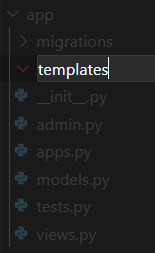 app
migrations
templates
__init__.py
admin.py
apps.py
models.py
tests.py
views.py